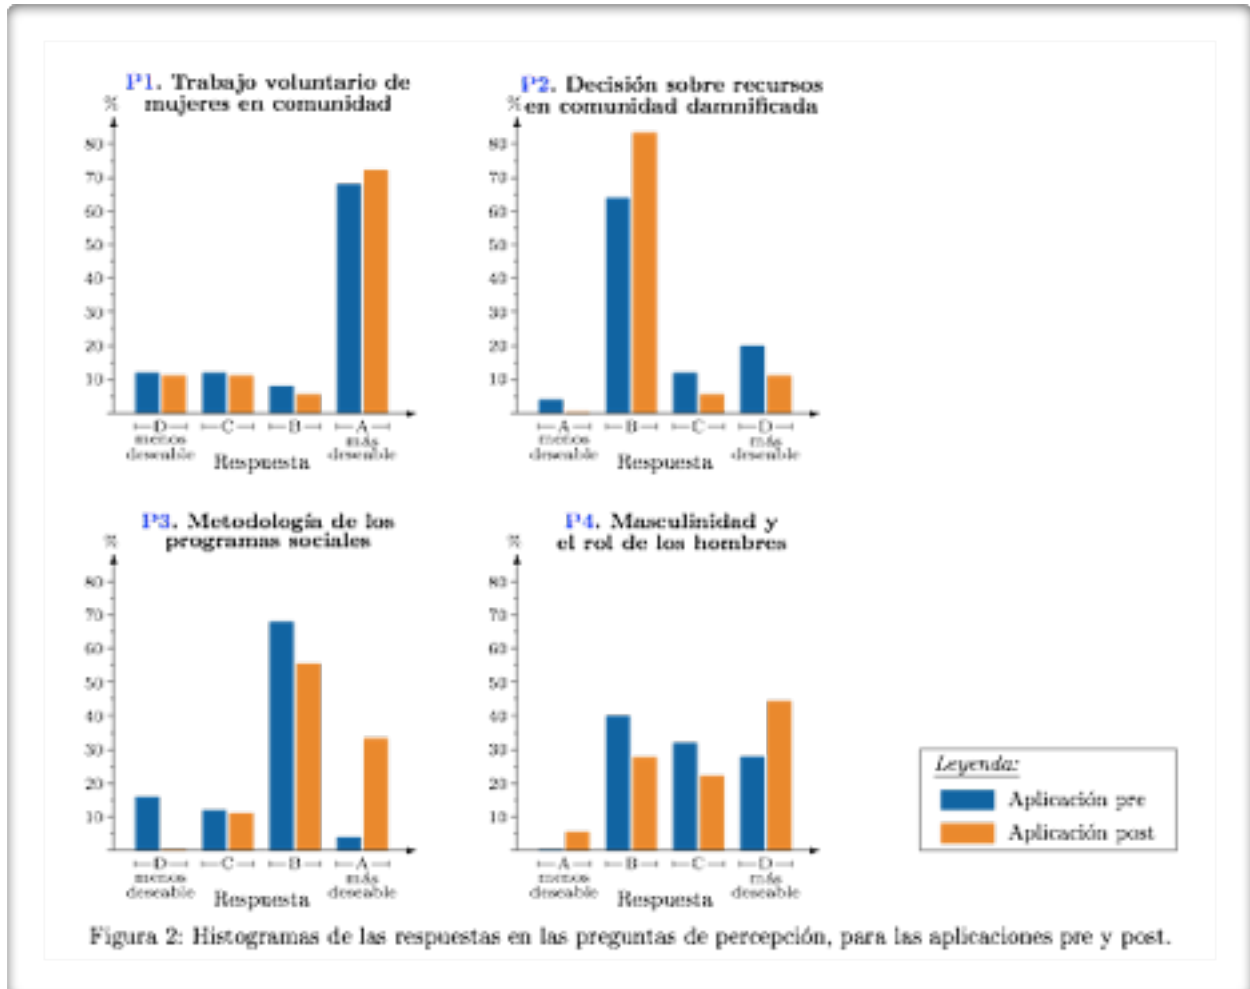 P1. Trabajo voluntario de
mujeres en comunidad
%
80
70
60
50
40
30
20
10
D C B A
menos deseable
más deseable
Respuesta
P2. Decisión sobre recursos
en comunidad damnificada
%
80
70
60
50
40
30
20
10
A B C D
menos deseable
más deseable
Respuesta
P3. Metodología de los
programas sociales
%
80
70
60
50
40
30
20
10
D C B A
menos deseable
más deseable
Respuesta
P4. Masculinidad y
el rol de los hombres
%
80
70
60
50
40
30
20
10
A B C D
menos deseable
más deseable
Respuesta
Leyenda:
Aplicación pre
Aplicación post
Figura 2: Histogramas de las respuestas en las preguntas de percepción, para las aplicaciones pre y post.